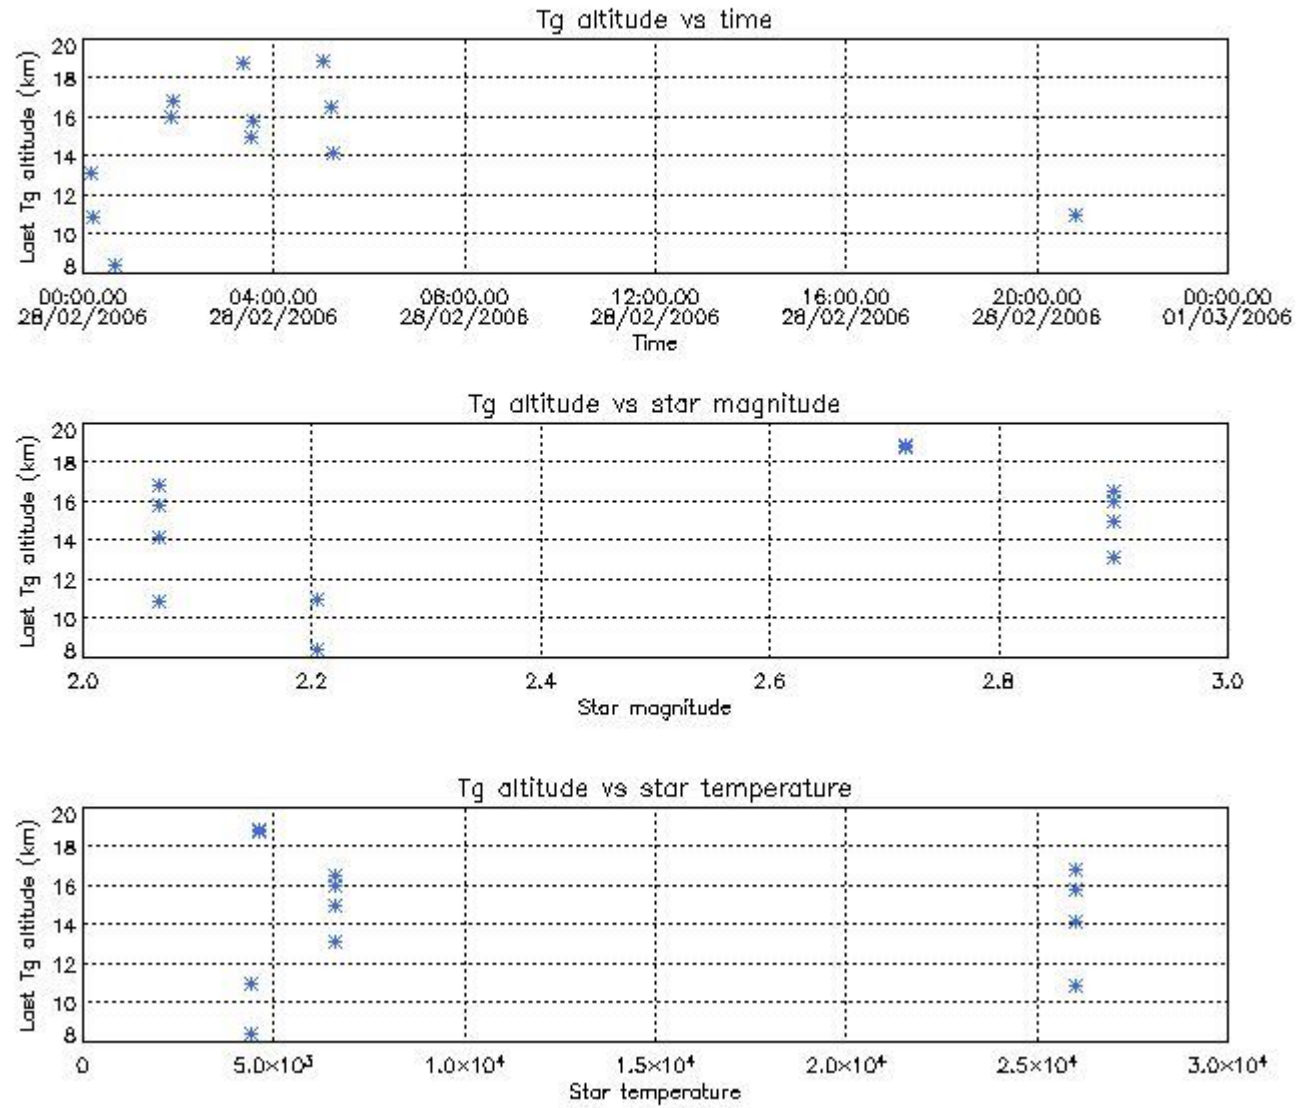 Tg altitude vs time
Last Tg altitude (km)
20
18
16
14
12
10
8
00:00.00 04:00.00 08:00.00 12:00.00 16:00.00 20:00.00 00:00.00
28/02/2006 28/02/2006 28/02/2006 28/02/2006 28/02/2006 28/02/2006 01/03/2006
Time
Tg altitude vs star magnitude
Last Tg altitude (km)
20
18
16
14
12
10
8
2.0 2.2 2.4 2.6 2.8 3.0
Star magnitude
Tg altitude vs star temperature
Last Tg altitude (km)
20
18
16
14
12
10
8
0 5.0×10³ 1.0×10⁴ 1.5×10⁴ 2.0×10⁴ 2.5×10⁴ 3.0×10⁴
Star temperature